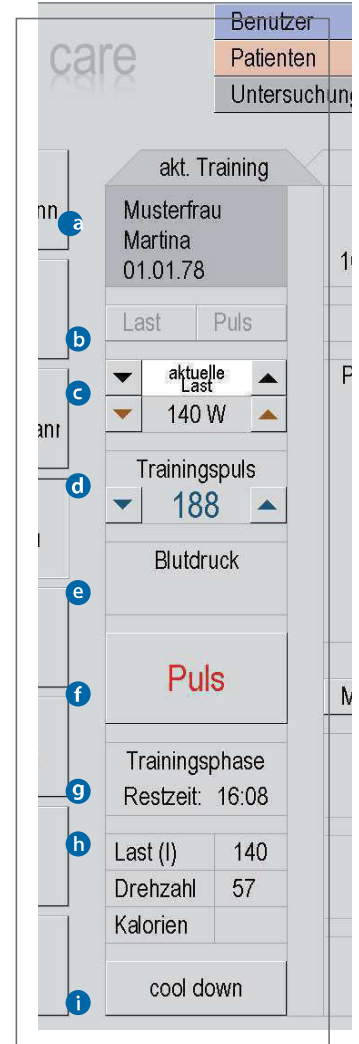 care
Benutzer
Patienten
Untersuchung
akt. Training
Musterfrau
Martina
01.01.78
Last Puls
aktuelle
Last
140 W
Trainingspuls
188
Blutdruck
Puls
Trainingsphase
Restzeit: 16:08
Last (I) 140
Drehzahl 57
Kalorien
cool down
a
b
c
d
e
f
g
h
i